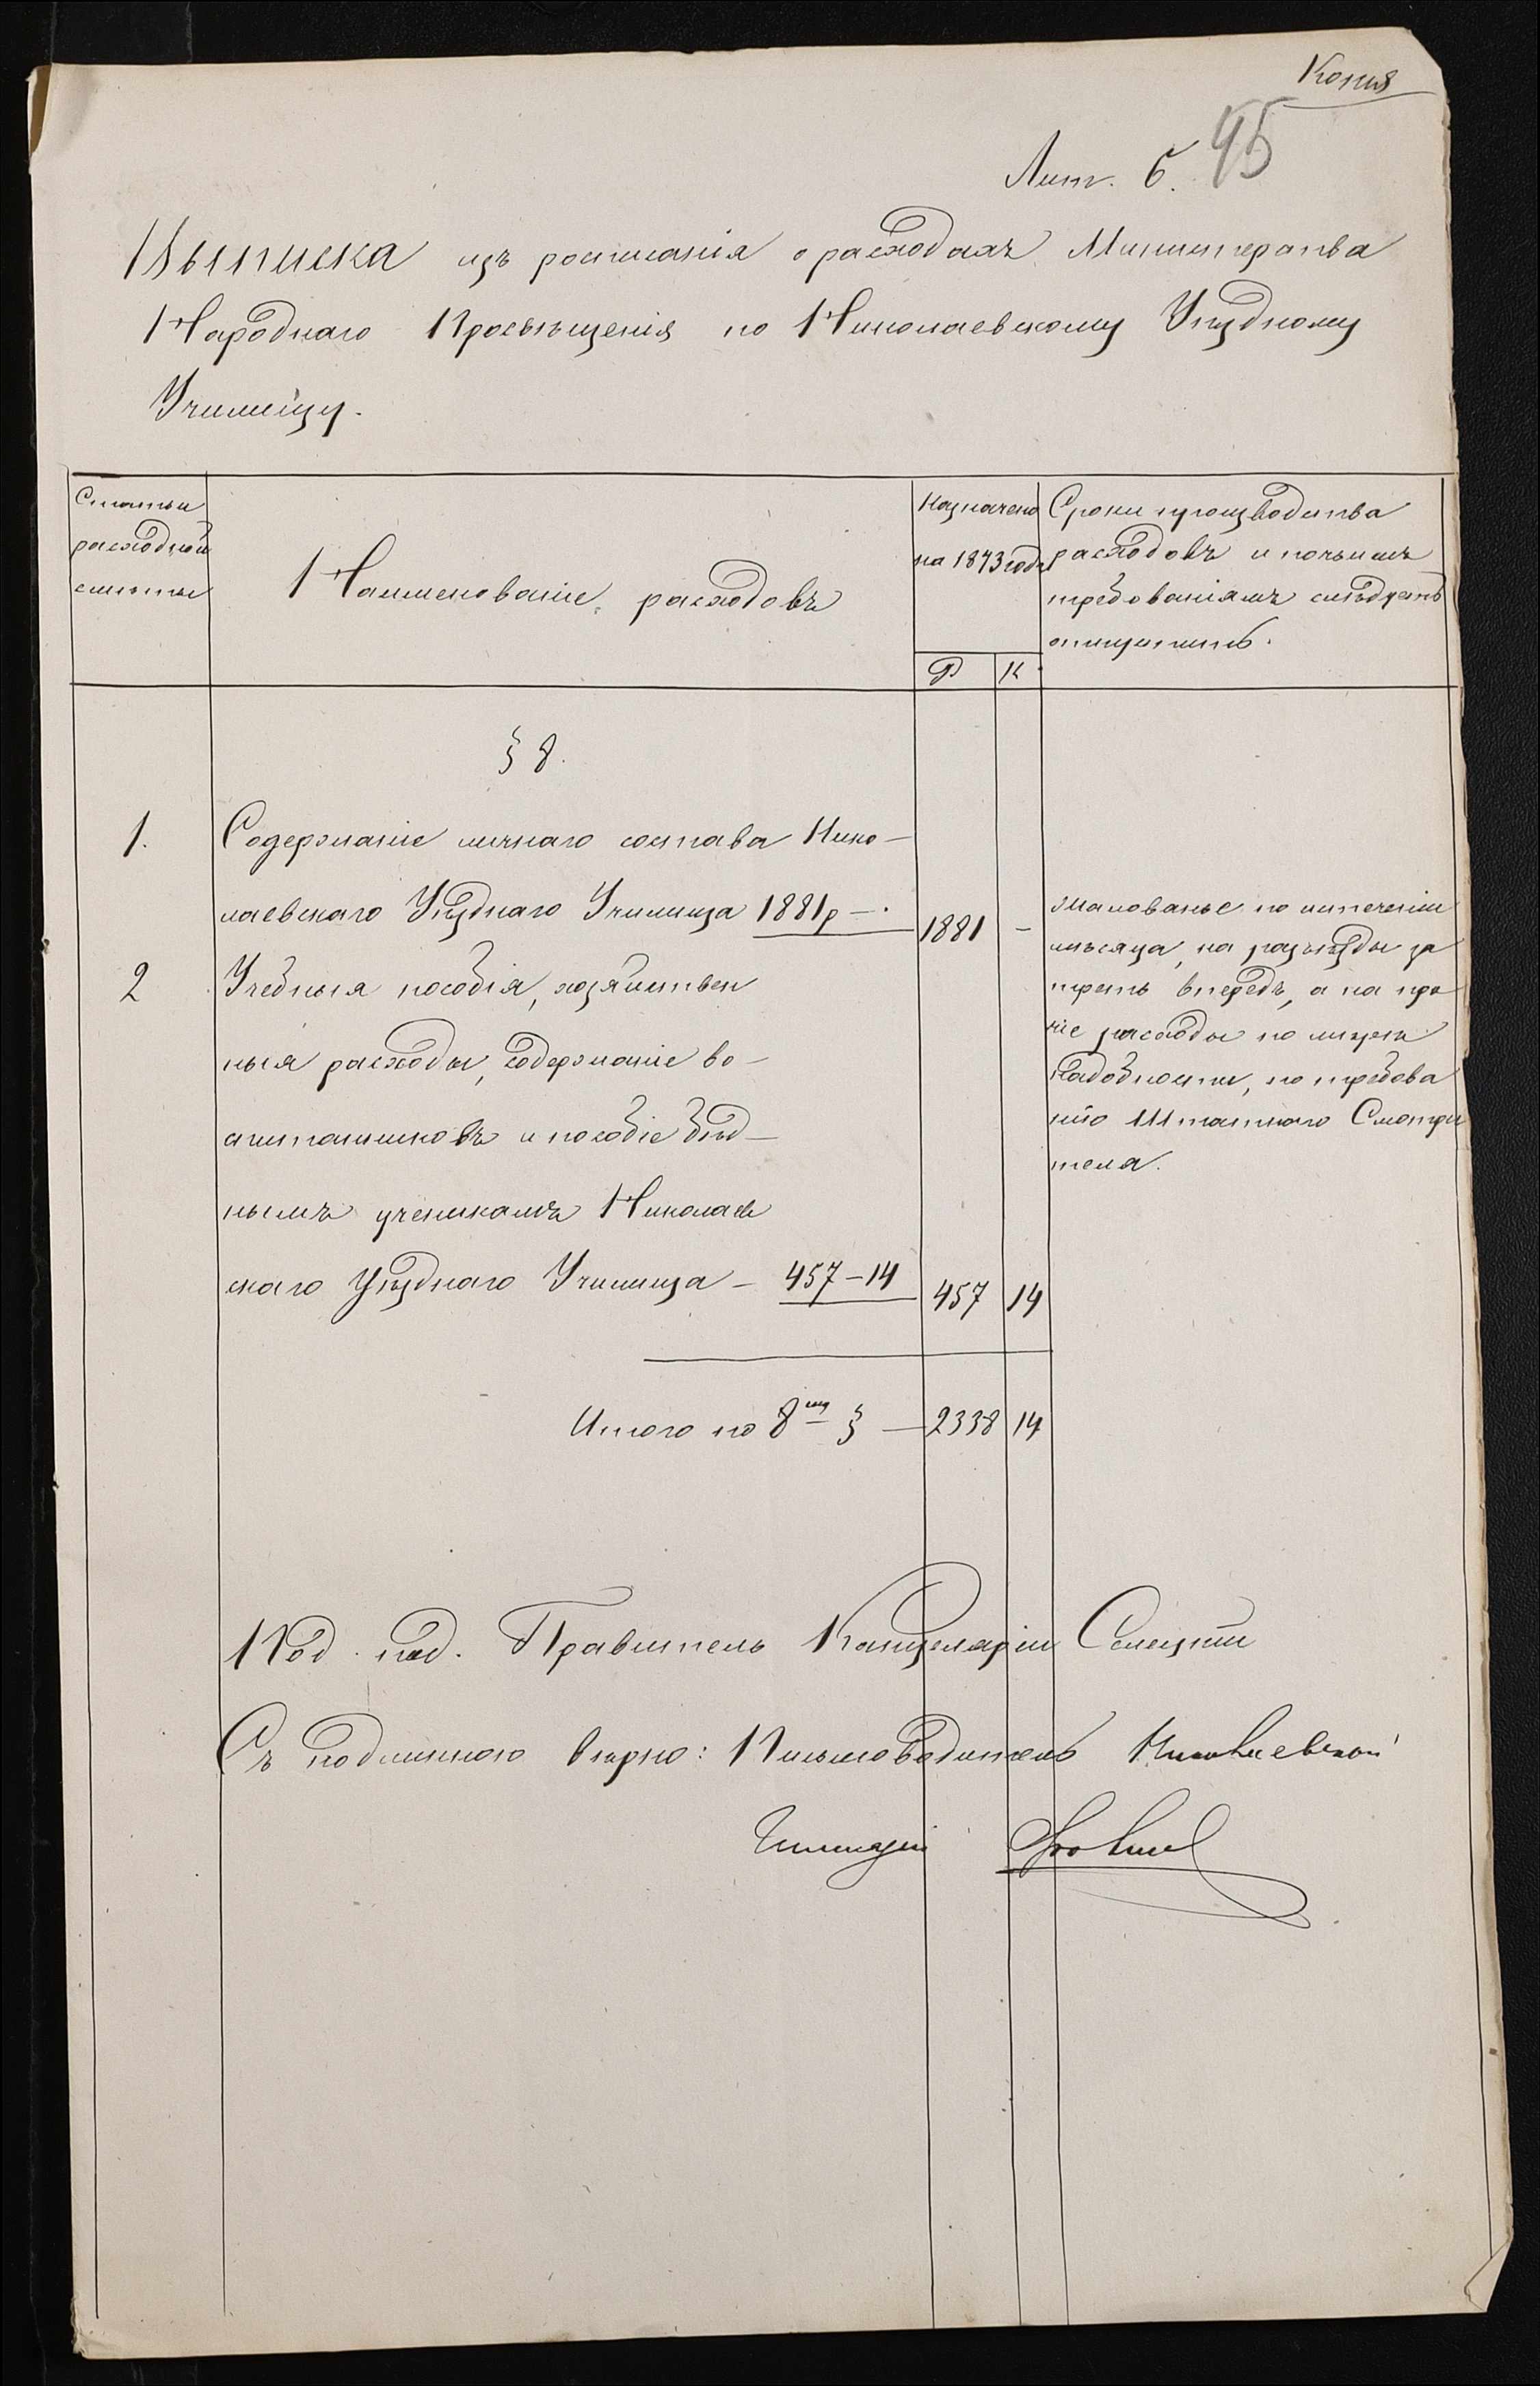 Копия
Лит. Б. 95
Выписка изъ росписанія о расходахъ Министерства
Народнаго Просвѣщенія по Николаевскому Уѣздному
Училищу.
Статьи
расходной
смѣты
Наименованіе расходовъ
Назначено
на 1873 годъ
Р К
Сроки производства
расходовъ и по чьимъ
требованіямъ слѣдуетъ
отпускать.
§ 8.
1. Содержаніе личнаго состава Нико-
лаевскаго Уѣзднаго Училища 1881 р —. 1881 —
2 Учебныя пособія, хозяйствен
ныя расходы, содержаніе во-
спитанниковъ и пособіе бѣд-
нымъ ученикамъ Николаев
скаго Уѣзднаго Училища — 457 — 14 457 14
жалованье по истеченіи
мѣсяца, на разъѣзды за
треть впередъ, а на про
чіе расходы по мѣрѣ
надобности, по требова
нію Штатнаго Смотри
теля.
Итого по 8му § — 2338 14
Под. под. Правитель Канцеляріи Селецкій
Съ подлиннымъ вѣрно: Письмоводитель Николаевской
Гимназіи